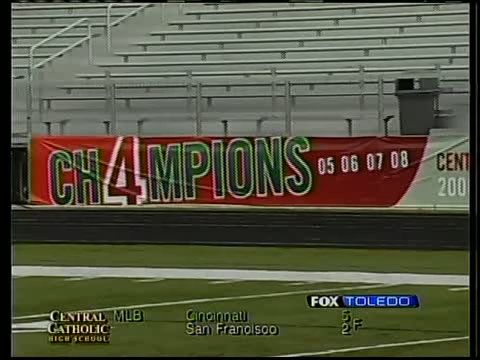 CH4MPIONS 05 06 07 08
CENT
200
FOX TOLEDO
CENTRAL
CATHOLIC
HIGH SCHOOL
MLB Cincinnati 5
San Francisco 2 F